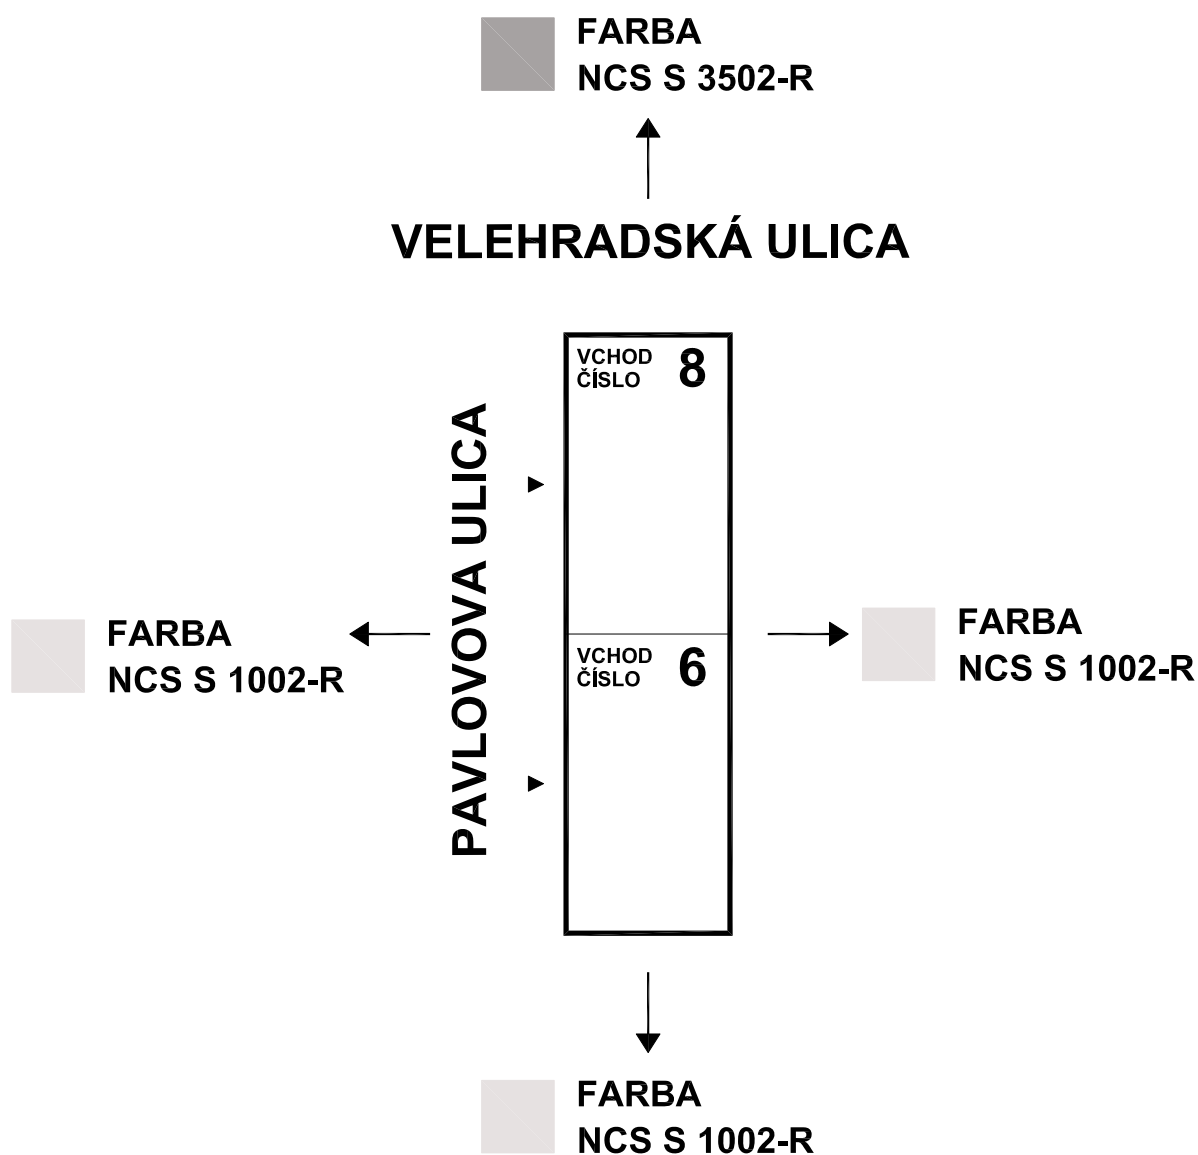 FARBA
NCS S 3502-R
VELEHRADSKÁ ULICA
VCHOD
ČÍSLO
8
PAVLOVOVA ULICA
FARBA
NCS S 1002-R
VCHOD
ČÍSLO
6
FARBA
NCS S 1002-R
FARBA
NCS S 1002-R